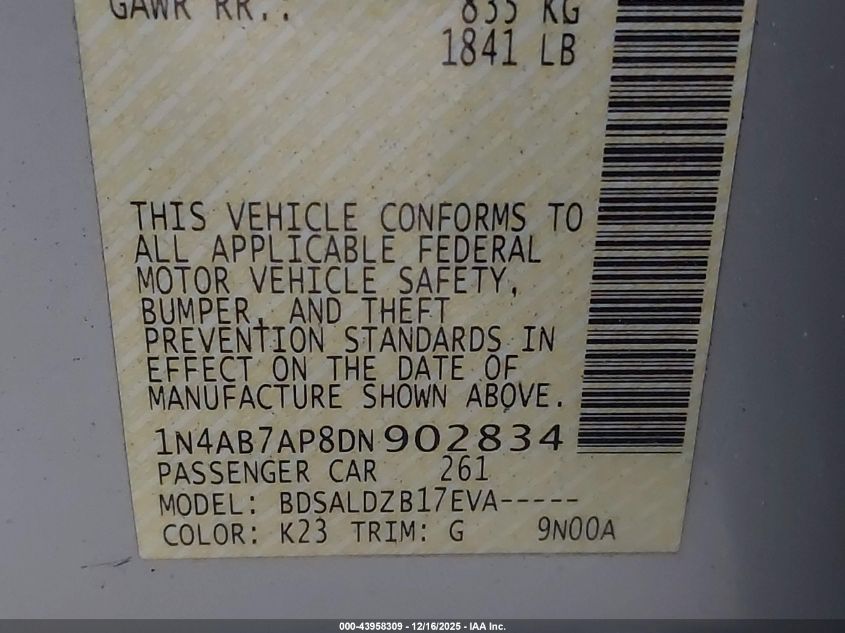 GAWR RR.: 835 KG
1841 LB
THIS VEHICLE CONFORMS TO
ALL APPLICABLE FEDERAL
MOTOR VEHICLE SAFETY,
BUMPER, AND THEFT
PREVENTION STANDARDS IN
EFFECT ON THE DATE OF
MANUFACTURE SHOWN ABOVE.
1N4AB7AP8DN902834
PASSENGER CAR 261
MODEL: BDSALDZB17EVA-----
COLOR: K23 TRIM: G 9N00A
000-43958309 - 12/16/2025 - IAA Inc.